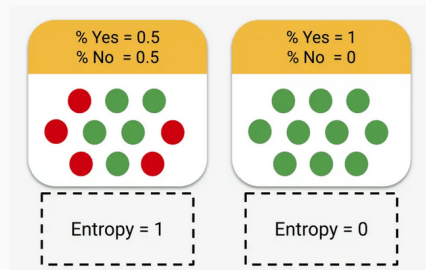 % Yes = 0.5
% No = 0.5
% Yes = 1
% No = 0
Entropy = 1
Entropy = 0